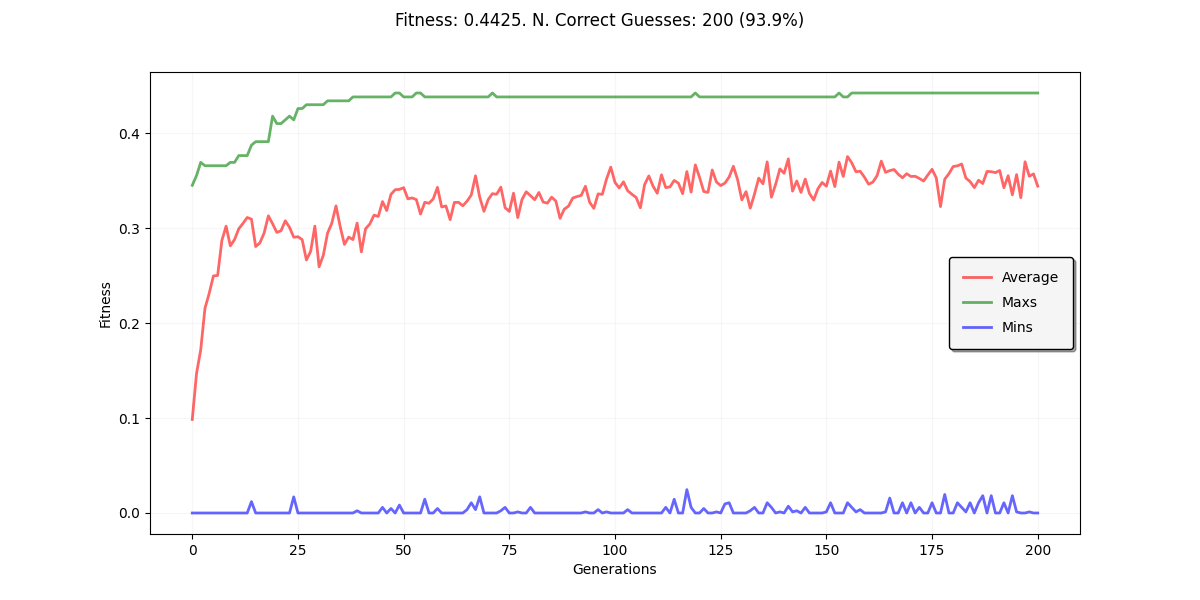 Fitness: 0.4425. N. Correct Guesses: 200 (93.9%)
0.4
0.3
0.2
0.1
0.0
Fitness
Average
Maxs
Mins
0 25 50 75 100 125 150 175 200
Generations